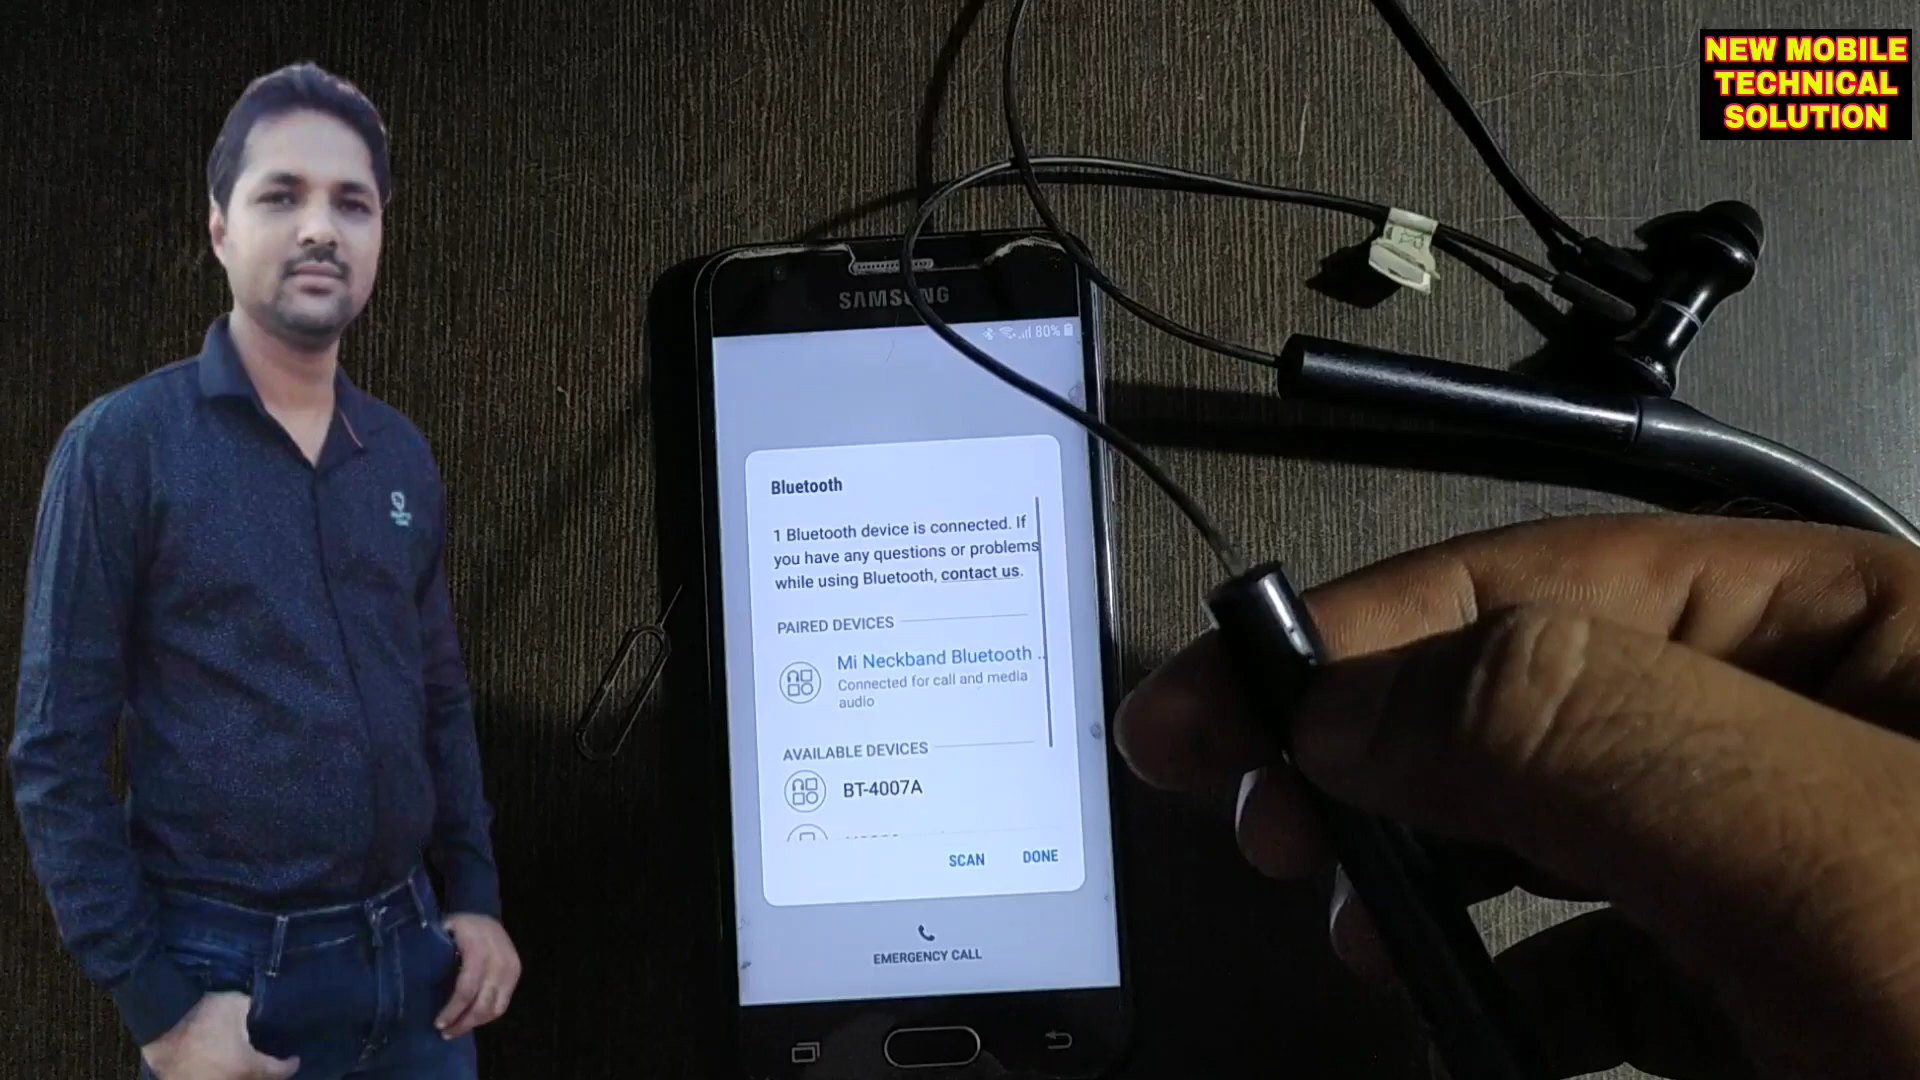 NEW MOBILE
TECHNICAL
SOLUTION
SAMSUNG
80%
Bluetooth
1 Bluetooth device is connected. If
you have any questions or problems
while using Bluetooth, contact us.
PAIRED DEVICES
Mi Neckband Bluetooth ..
Connected for call and media
audio
AVAILABLE DEVICES
BT-4007A
SCAN DONE
EMERGENCY CALL